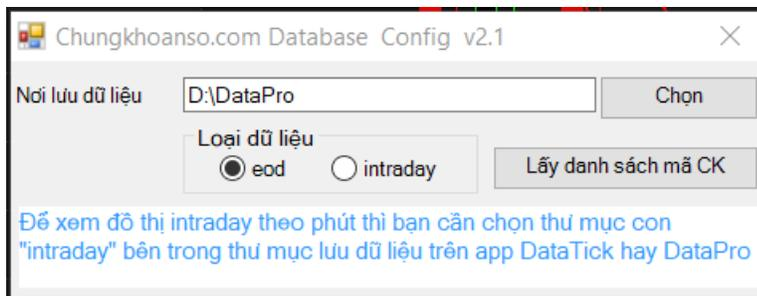 Chungkhoanso.com Database Config v2.1
Nơi lưu dữ liệu D:\DataPro Chọn
Loại dữ liệu
eod intraday Lấy danh sách mã CK
Để xem đồ thị intraday theo phút thì bạn cần chọn thư mục con
"intraday" bên trong thư mục lưu dữ liệu trên app DataTick hay DataPro